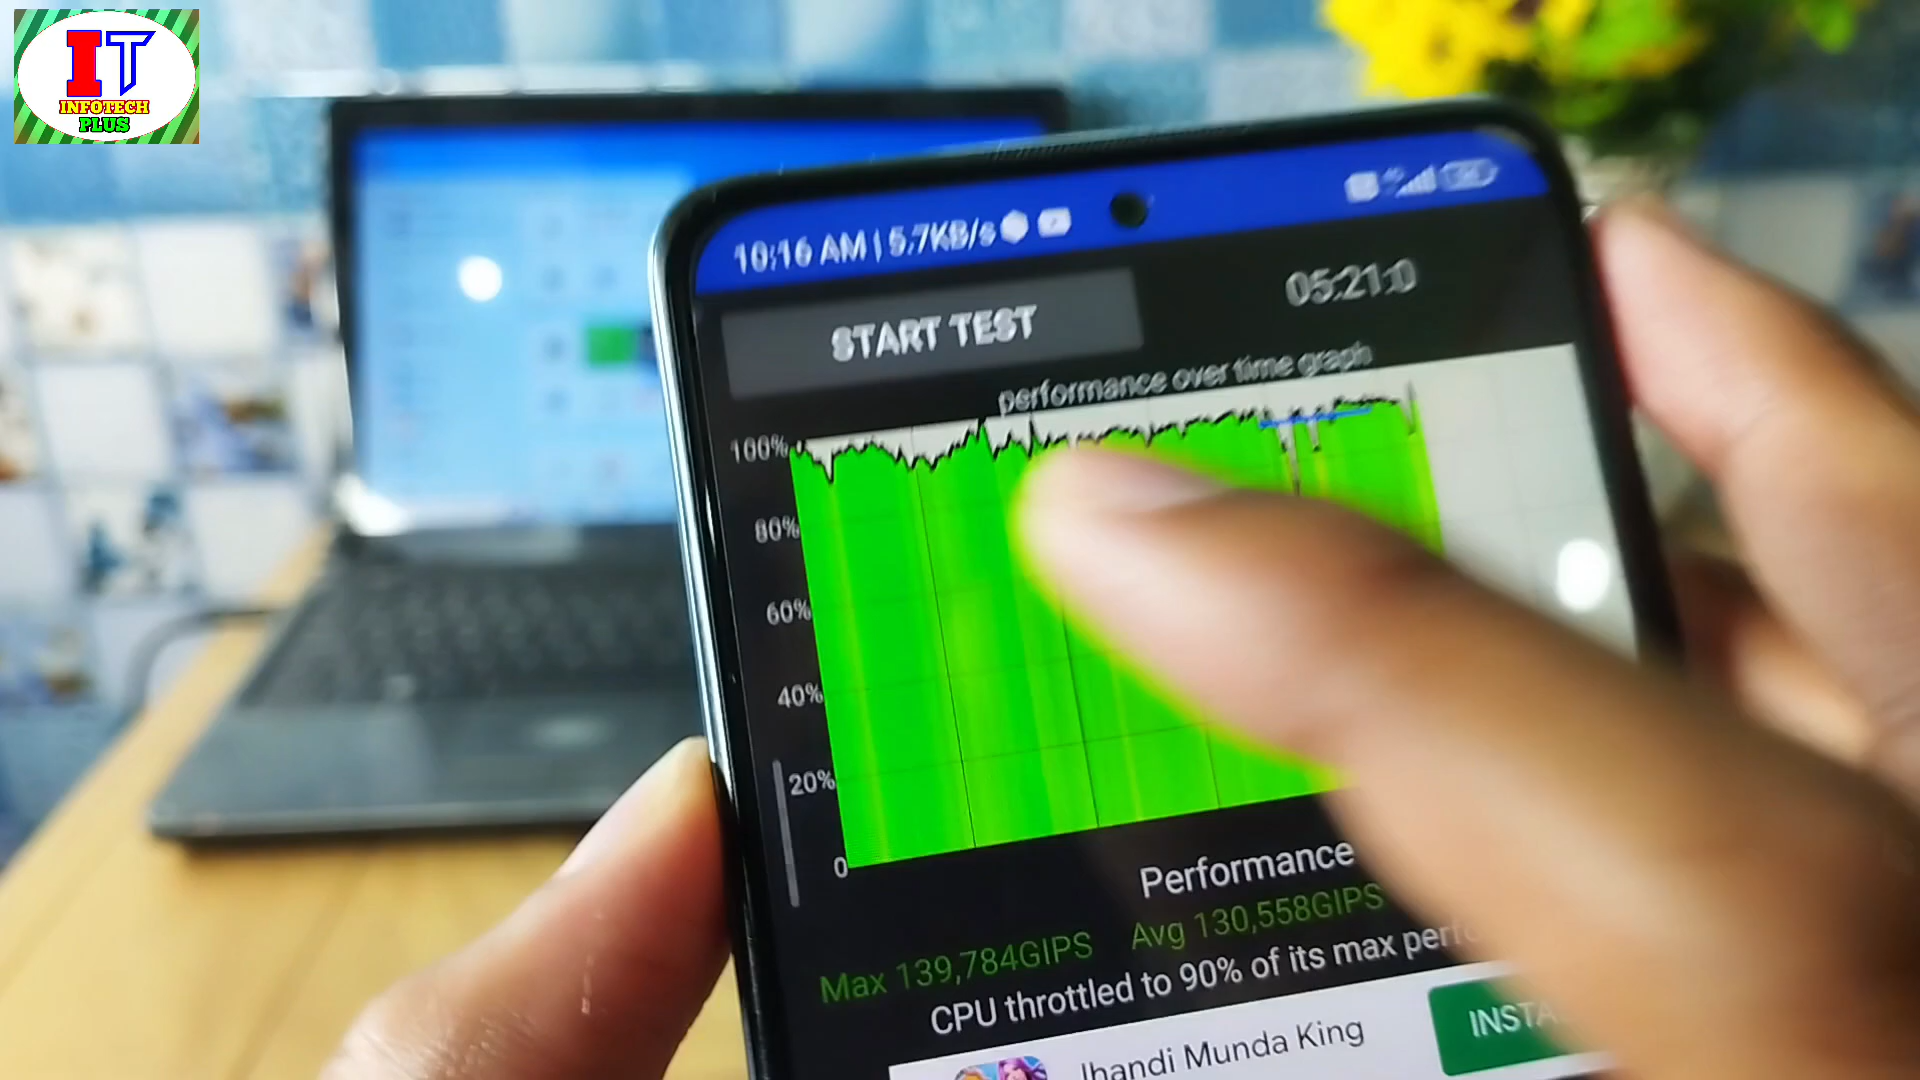 IT
INFOTECH
PLUS
10:16 AM | 5.7KB/s
START TEST
05:21:0
performance over time graph
100%
80%
60%
40%
20%
0
Performance
Max 139,784GIPS
Avg 130,558GIPS
CPU throttled to 90% of its max perfo
Jhandi Munda King
INSTA